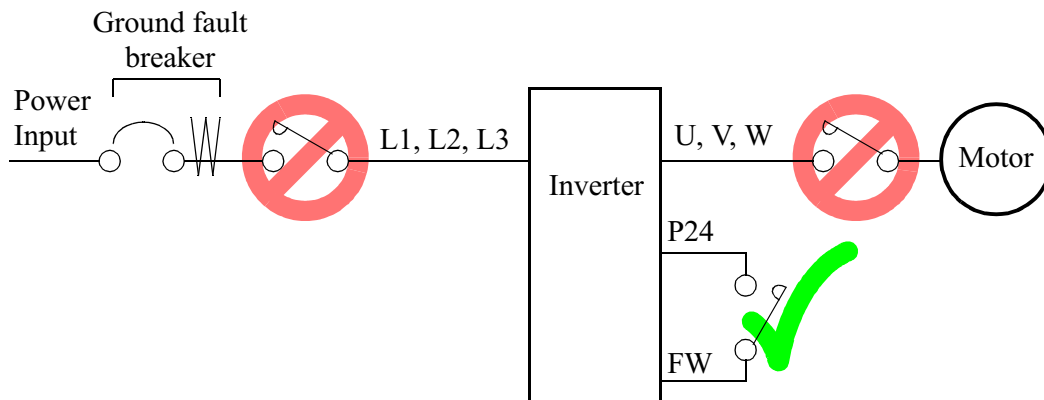 Ground fault
breaker
Power
Input
L1, L2, L3
Inverter
U, V, W
Motor
P24
FW